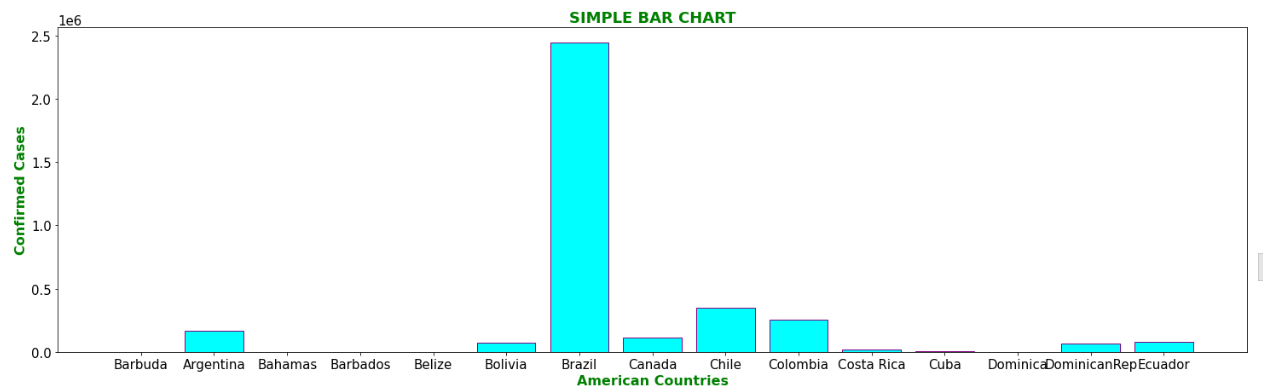 SIMPLE BAR CHART
1e6
2.5
2.0
1.5
1.0
0.5
0.0
Confirmed Cases
Barbuda Argentina Bahamas Barbados Belize Bolivia Brazil Canada Chile Colombia Costa Rica Cuba Dominica DominicanRep Ecuador
American Countries